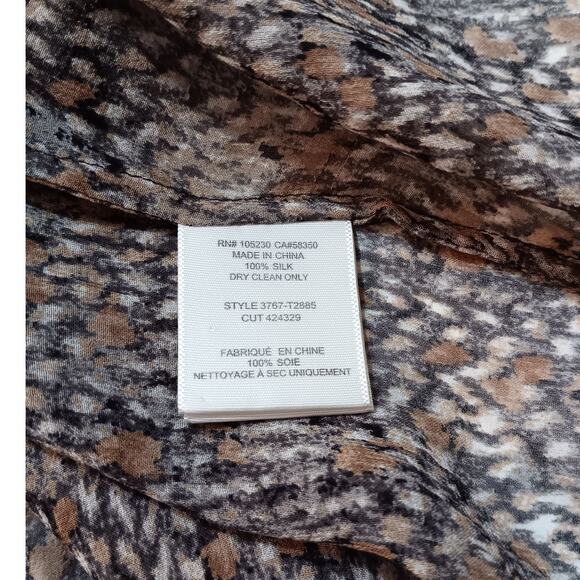 RN# 105230 CA#58350
MADE IN CHINA
100% SILK
DRY CLEAN ONLY
STYLE 3767-T2885
CUT 424329
FABRIQUÉ EN CHINE
100% SOIE
NETTOYAGE À SEC UNIQUEMENT